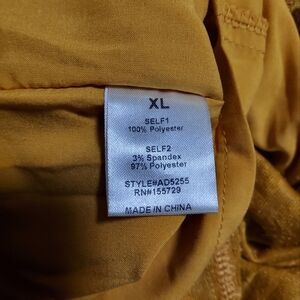 XL
SELF1
100% Polyester
SELF2
3% Spandex
97% Polyester
STYLE#AD5255
RN#155729
MADE IN CHINA